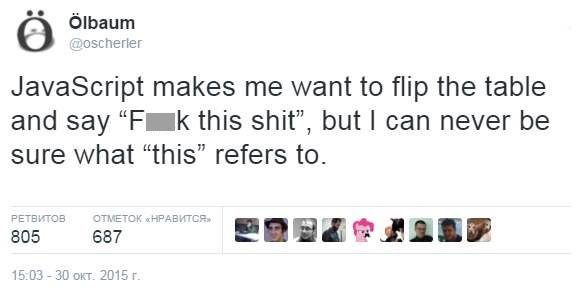 Ölbaum
@oscherler
JavaScript makes me want to flip the table
and say “F k this shit”, but I can never be
sure what “this” refers to.
РЕТВИТОВ ОТМЕТОК «НРАВИТСЯ»
805 687
15:03 - 30 окт. 2015 г.